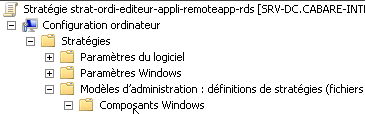 Stratégie strat-ordi-editeur-appli-remoteapp-rds [SRV-DC.CABARE-INT
Configuration ordinateur
Stratégies
Paramètres du logiciel
Paramètres Windows
Modèles d'administration : définitions de stratégies (fichiers
Composants Windows